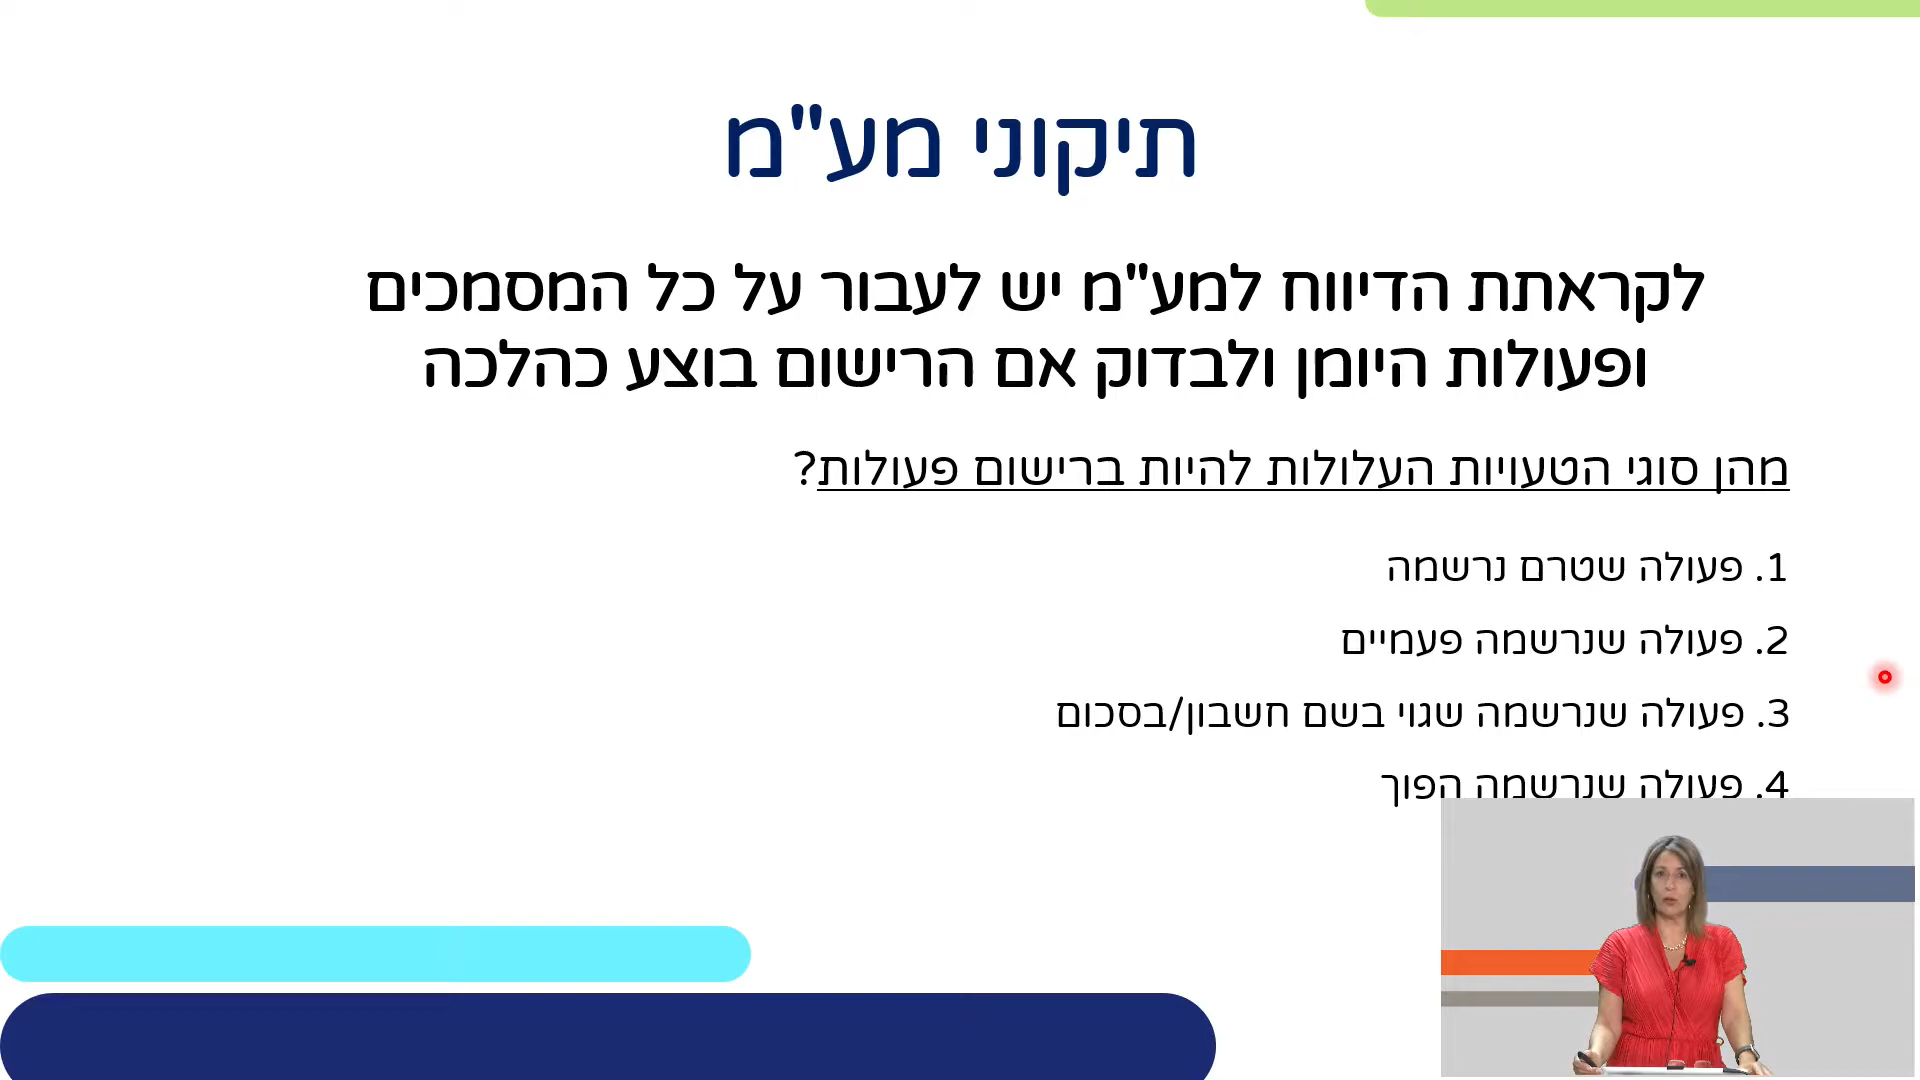 תיקוני מע"מ
לקראתת הדיווח למע"מ יש לעבור על כל המסמכים
ופעולות היומן ולבדוק אם הרישום בוצע כהלכה
מהן סוגי הטעויות העלולות להיות ברישום פעולות?
1. פעולה שטרם נרשמה
2. פעולה שנרשמה פעמיים
3. פעולה שנרשמה שגוי בשם חשבון/בסכום
4. פעולה שנרשמה הפוך